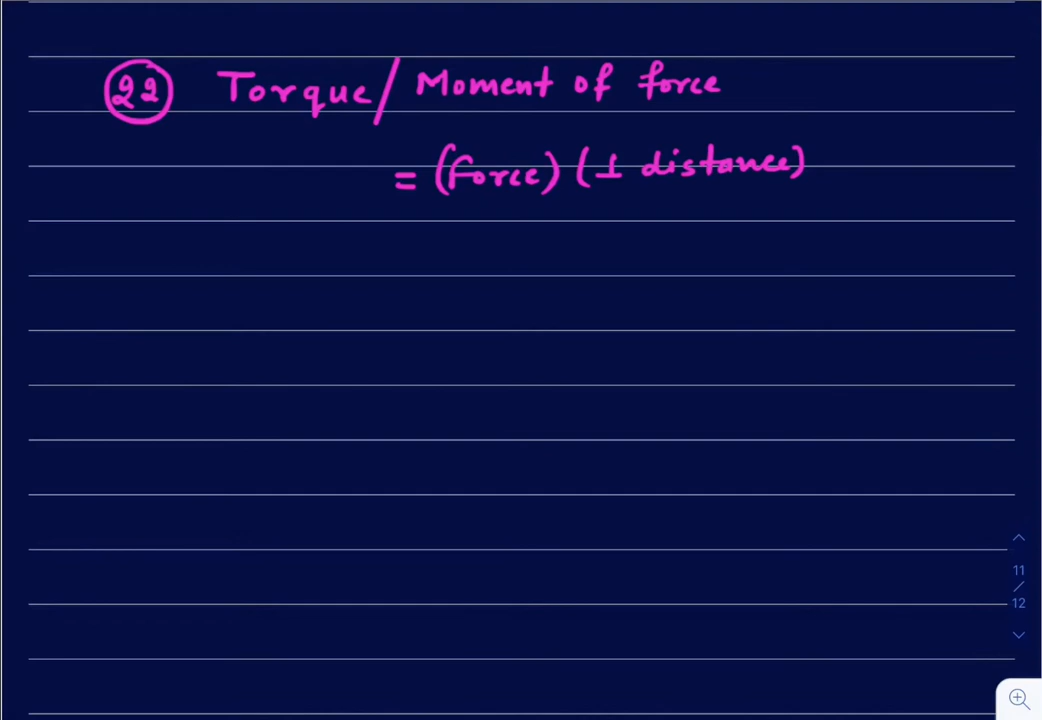 22 Torque/ Moment of force
= (Force) (⊥ distance)
11
/
12